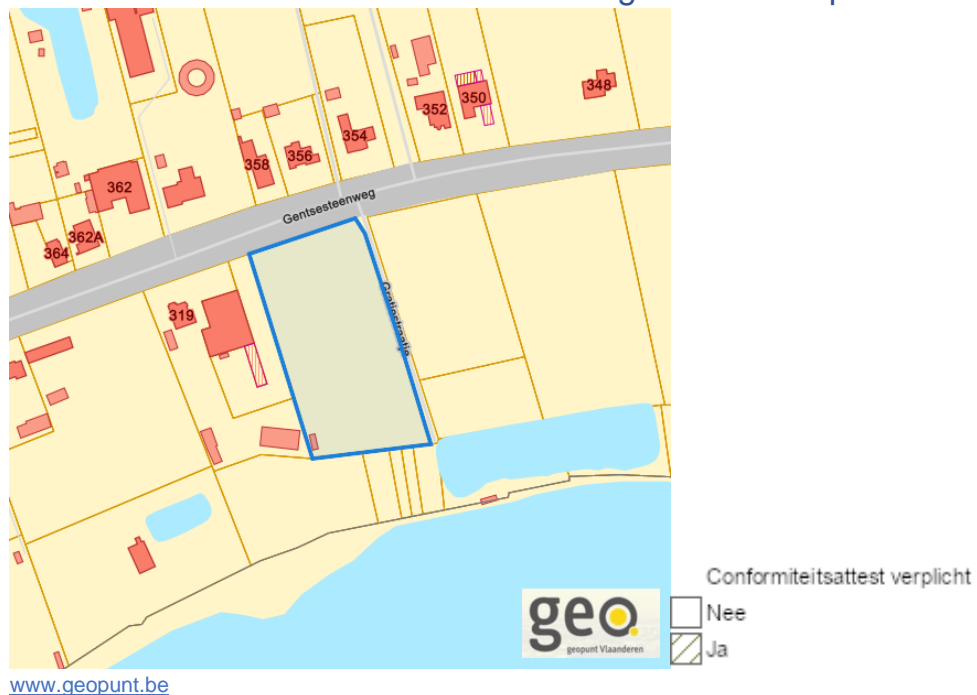 348
350
352
354
356
358
362
362A
364
Gentsesteenweg
Gratiestraatje
319
geo.
geopunt Vlaanderen
Conformiteitsattest verplicht
Nee
Ja
www.geopunt.be